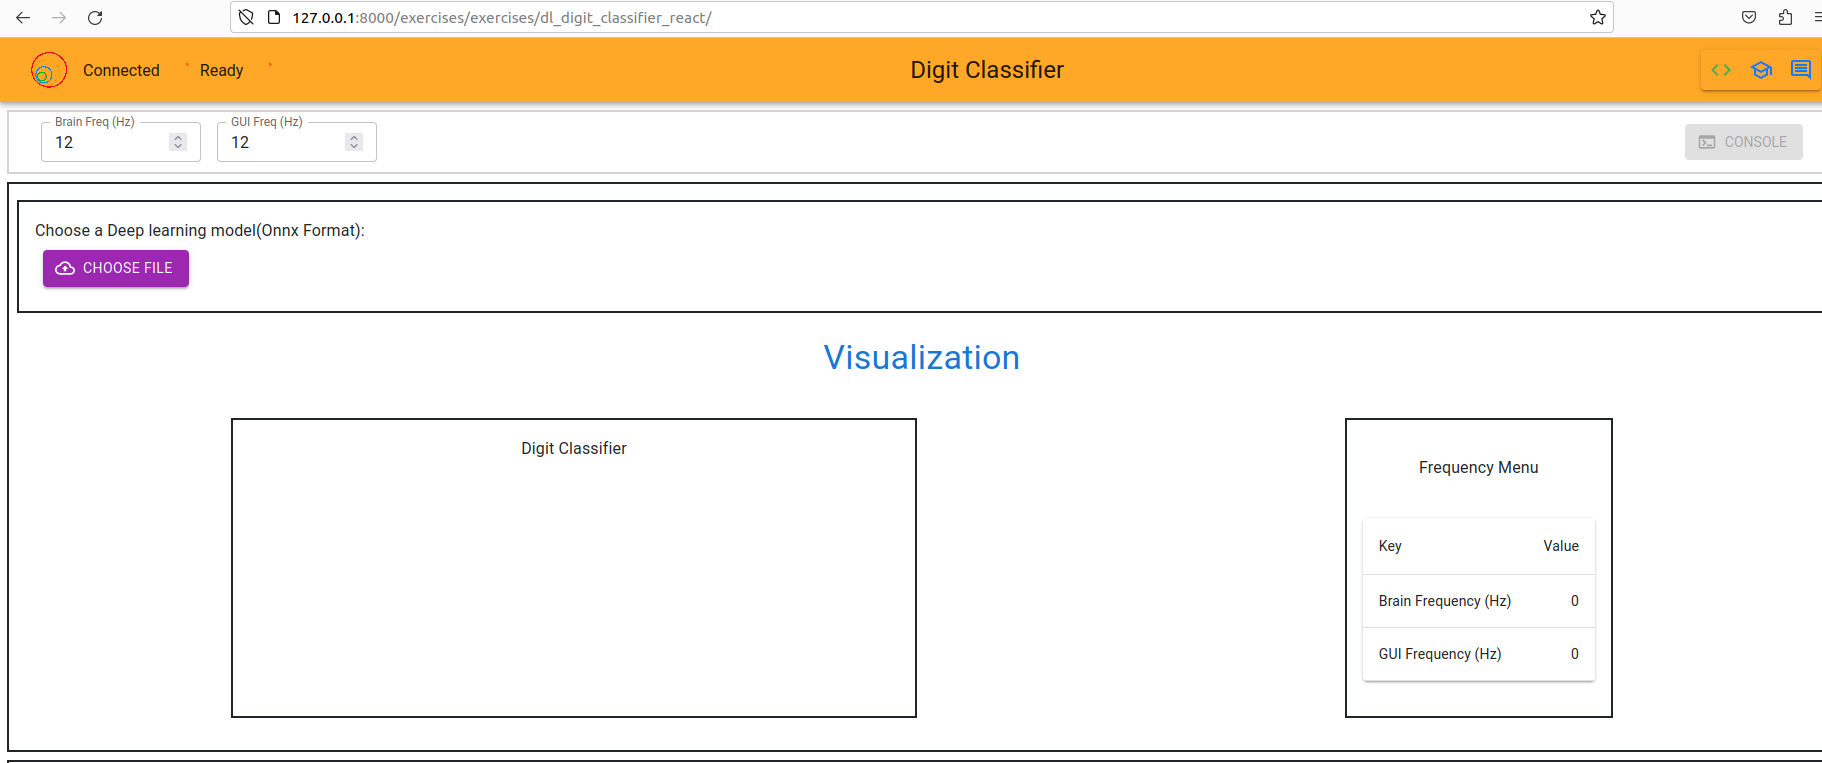 127.0.0.1:8000/exercises/exercises/dl_digit_classifier_react/
Connected Ready Digit Classifier
Brain Freq (Hz) GUI Freq (Hz)
12 12 CONSOLE
Choose a Deep learning model(Onnx Format):
CHOOSE FILE
Visualization
Digit Classifier
Frequency Menu
Key Value
Brain Frequency (Hz) 0
GUI Frequency (Hz) 0